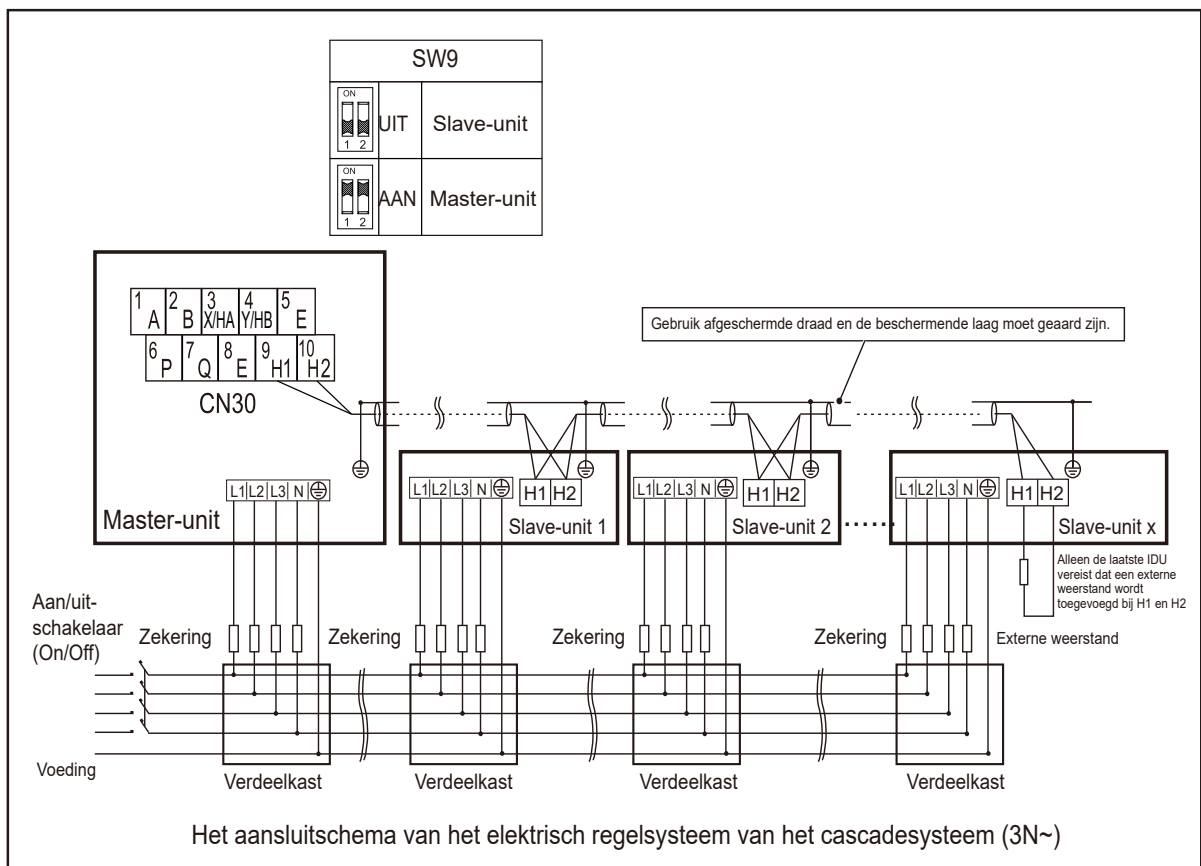 SW9
ON
1 2
UIT
Slave-unit
ON
1 2
AAN
Master-unit
1 A
2 B
3 X/HA
4 Y/HB
5 E
6 P
7 Q
8 E
9 H1
10 H2
CN30
Gebruik afgeschermde draad en de beschermende laag moet geaard zijn.
L1 L2 L3 N
Master-unit
L1 L2 L3 N
H1 H2
Slave-unit 1
L1 L2 L3 N
H1 H2
Slave-unit 2
L1 L2 L3 N
H1 H2
Slave-unit x
Alleen de laatste IDU
vereist dat een externe
weerstand wordt
toegevoegd bij H1 en H2
Aan/uit-
schakelaar
(On/Off)
Zekering
Zekering
Zekering
Zekering
Externe weerstand
Voeding
Verdeelkast
Verdeelkast
Verdeelkast
Verdeelkast
Het aansluitschema van het elektrisch regelsysteem van het cascadesysteem (3N~)